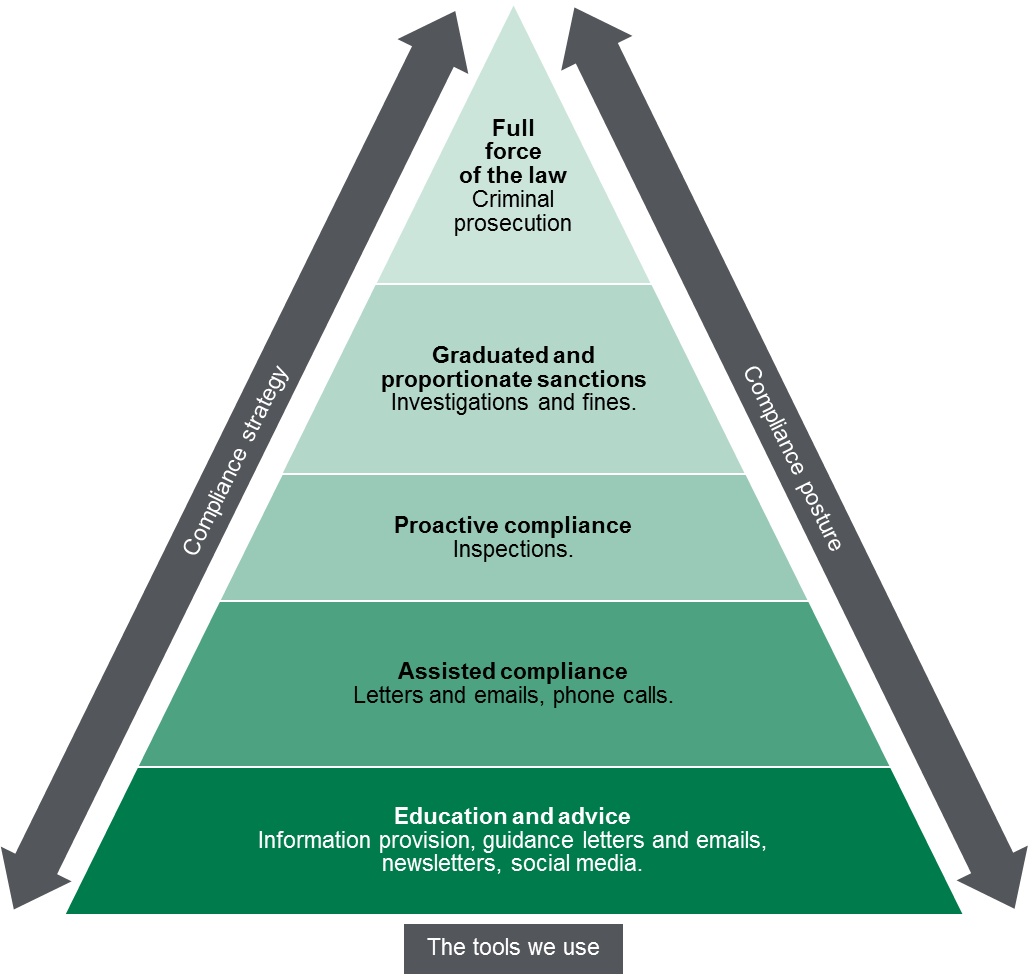 Full
force
of the law
Criminal
prosecution
Graduated and
proportionate sanctions
Investigations and fines.
Compliance strategy
Compliance posture
Proactive compliance
Inspections.
Assisted compliance
Letters and emails, phone calls.
Education and advice
Information provision, guidance letters and emails,
newsletters, social media.
The tools we use